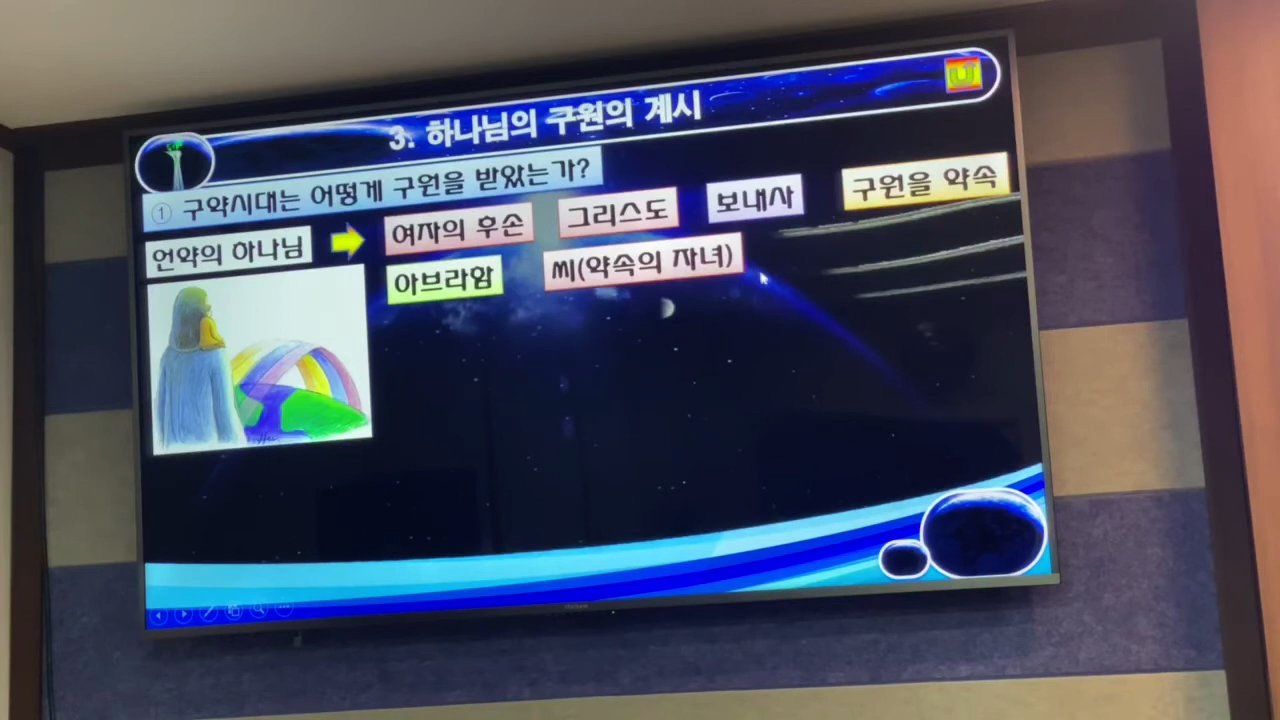 3. 하나님의 구원의 계시
① 구약시대는 어떻게 구원을 받았는가?
언약의 하나님 여자의 후손 그리스도 보내사 구원을 약속
아브라함 씨(약속의 자녀)